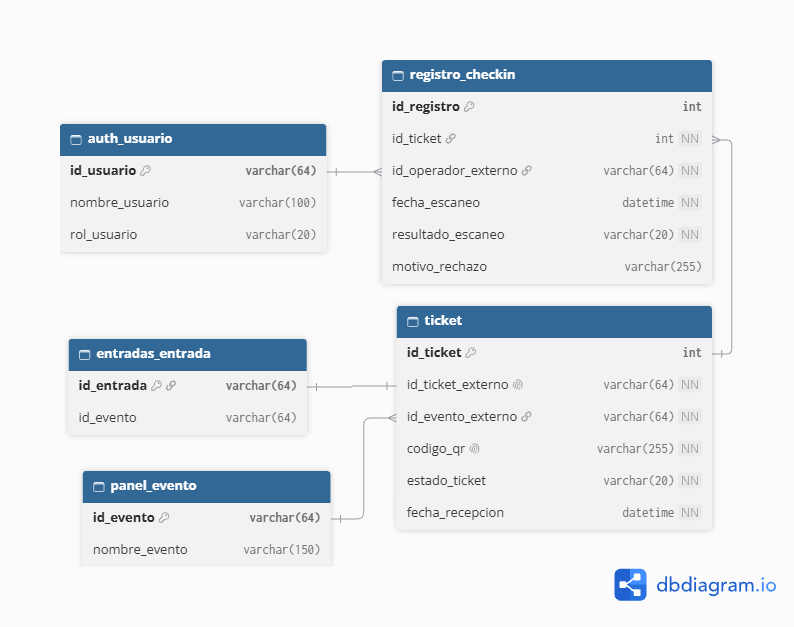 registro_checkin
id_registro int
id_ticket int NN
id_operador_externo varchar(64) NN
fecha_escaneo datetime NN
resultado_escaneo varchar(20) NN
motivo_rechazo varchar(255)
auth_usuario
id_usuario varchar(64)
nombre_usuario varchar(100)
rol_usuario varchar(20)
ticket
id_ticket int
id_ticket_externo varchar(64) NN
id_evento_externo varchar(64) NN
codigo_qr varchar(255) NN
estado_ticket varchar(20) NN
fecha_recepcion datetime NN
entradas_entrada
id_entrada varchar(64)
id_evento varchar(64)
panel_evento
id_evento varchar(64)
nombre_evento varchar(150)
dbdiagram.io